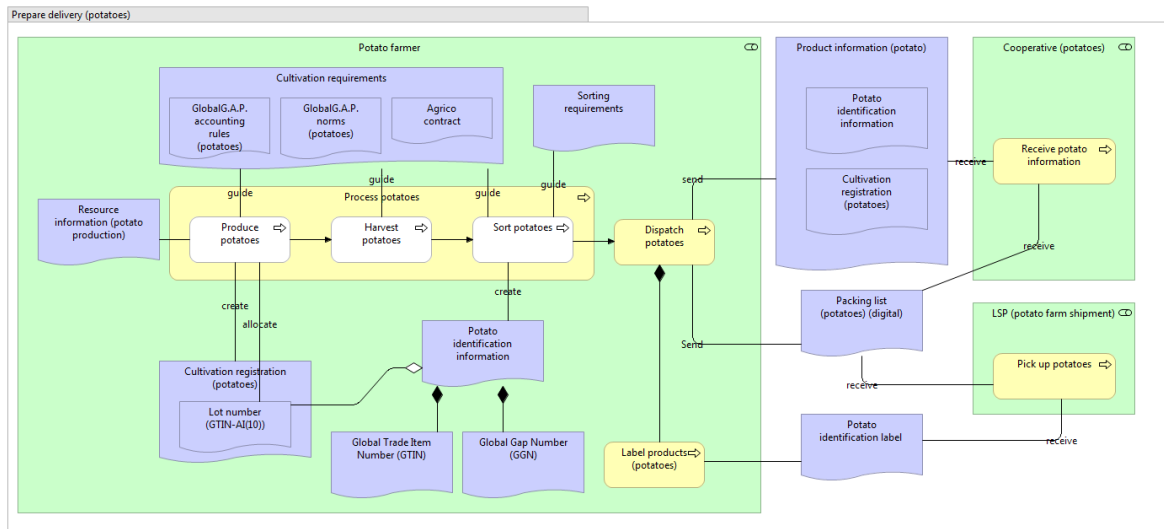 Prepare delivery (potatoes)
Potato farmer
Cultivation requirements
GlobalG.A.P.
accounting
rules
(potatoes)
GlobalG.A.P.
norms
(potatoes)
Agrico
contract
Sorting
requirements
guide
guide
guide
guide
Process potatoes
Resource
information (potato
production)
Produce
potatoes
Harvest
potatoes
Sort potatoes
Dispatch
potatoes
create
allocate
create
Potato
identification
information
Cultivation registration
(potatoes)
Lot number
(GTIN-AI(10))
Global Trade Item
Number (GTIN)
Global Gap Number
(GGN)
Label products
(potatoes)
send
Send
Product information (potato)
Potato
identification
information
Cultivation
registration
(potatoes)
Packing list
(potatoes) (digital)
Potato
identification label
receive
receive
receive
receive
Cooperative (potatoes)
Receive potato
information
LSP (potato farm shipment)
Pick up potatoes